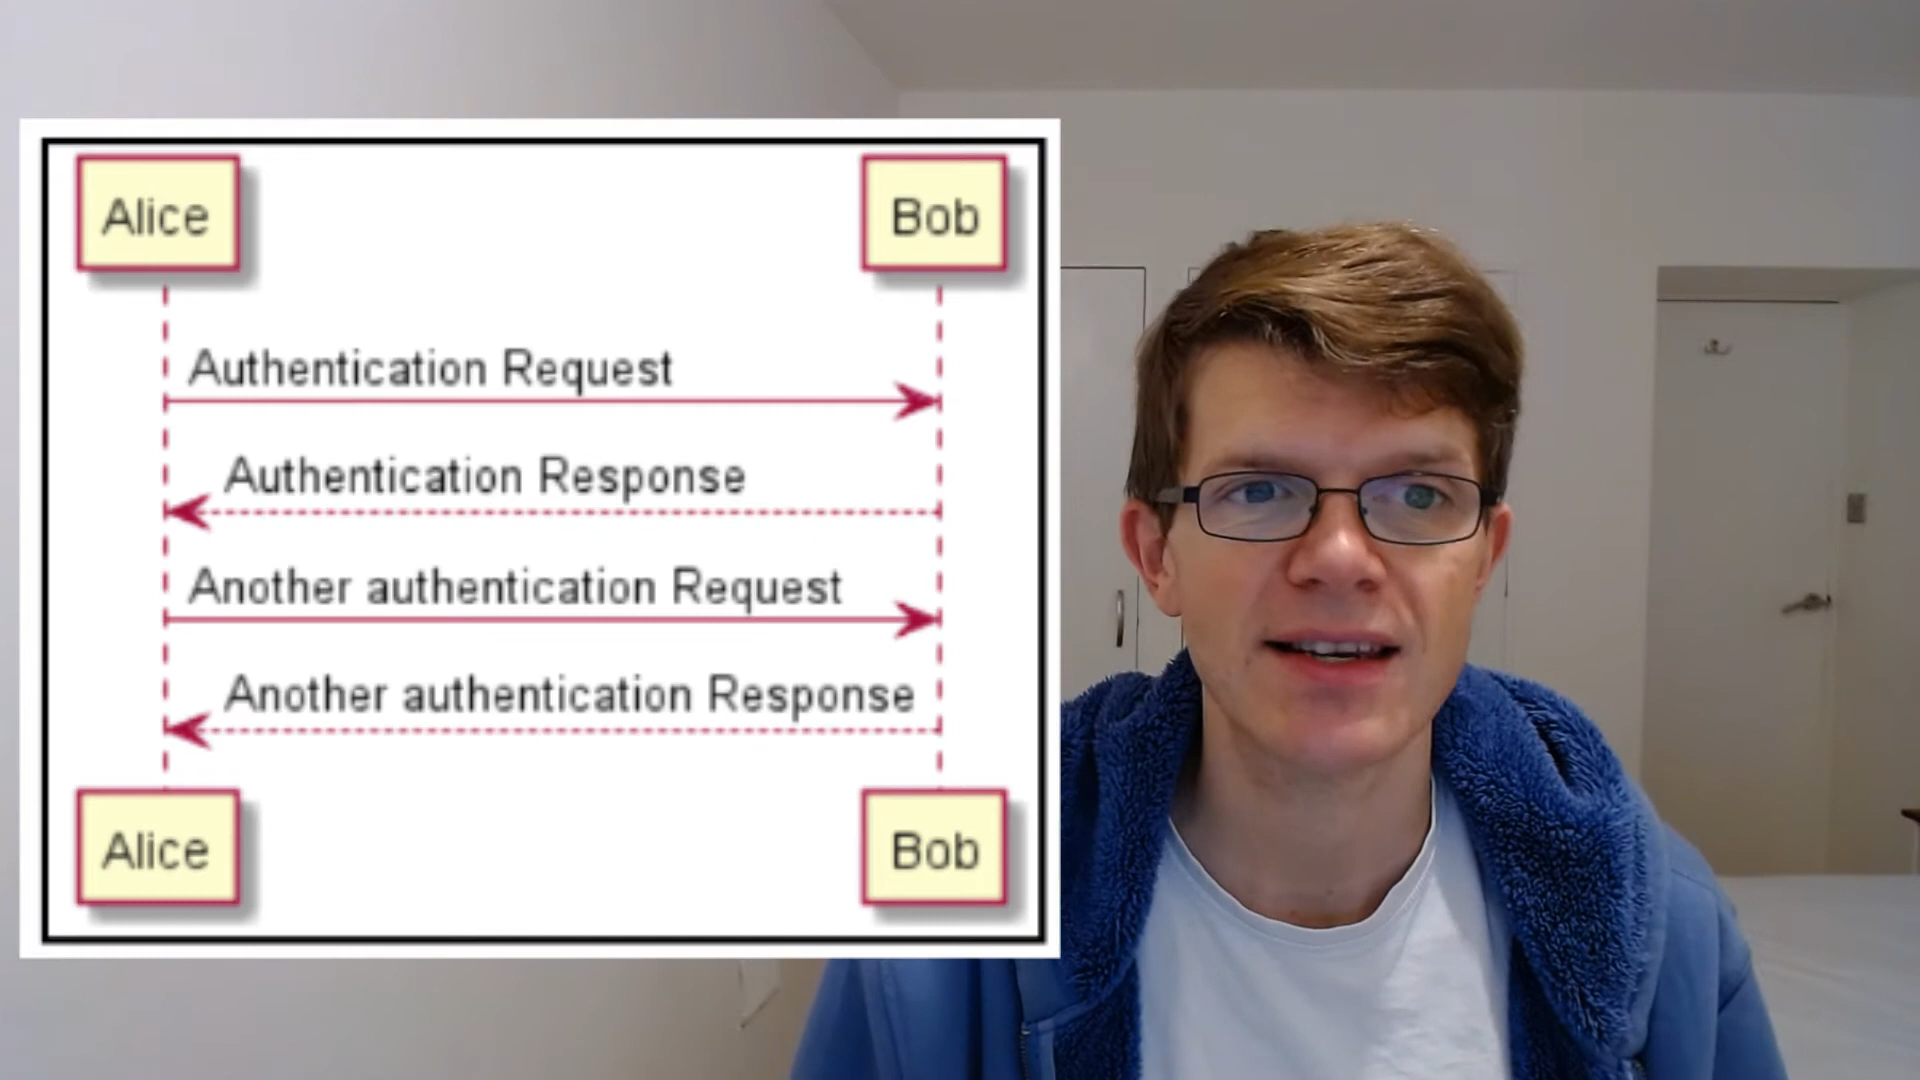 Alice
Bob
Authentication Request
Authentication Response
Another authentication Request
Another authentication Response
Alice
Bob